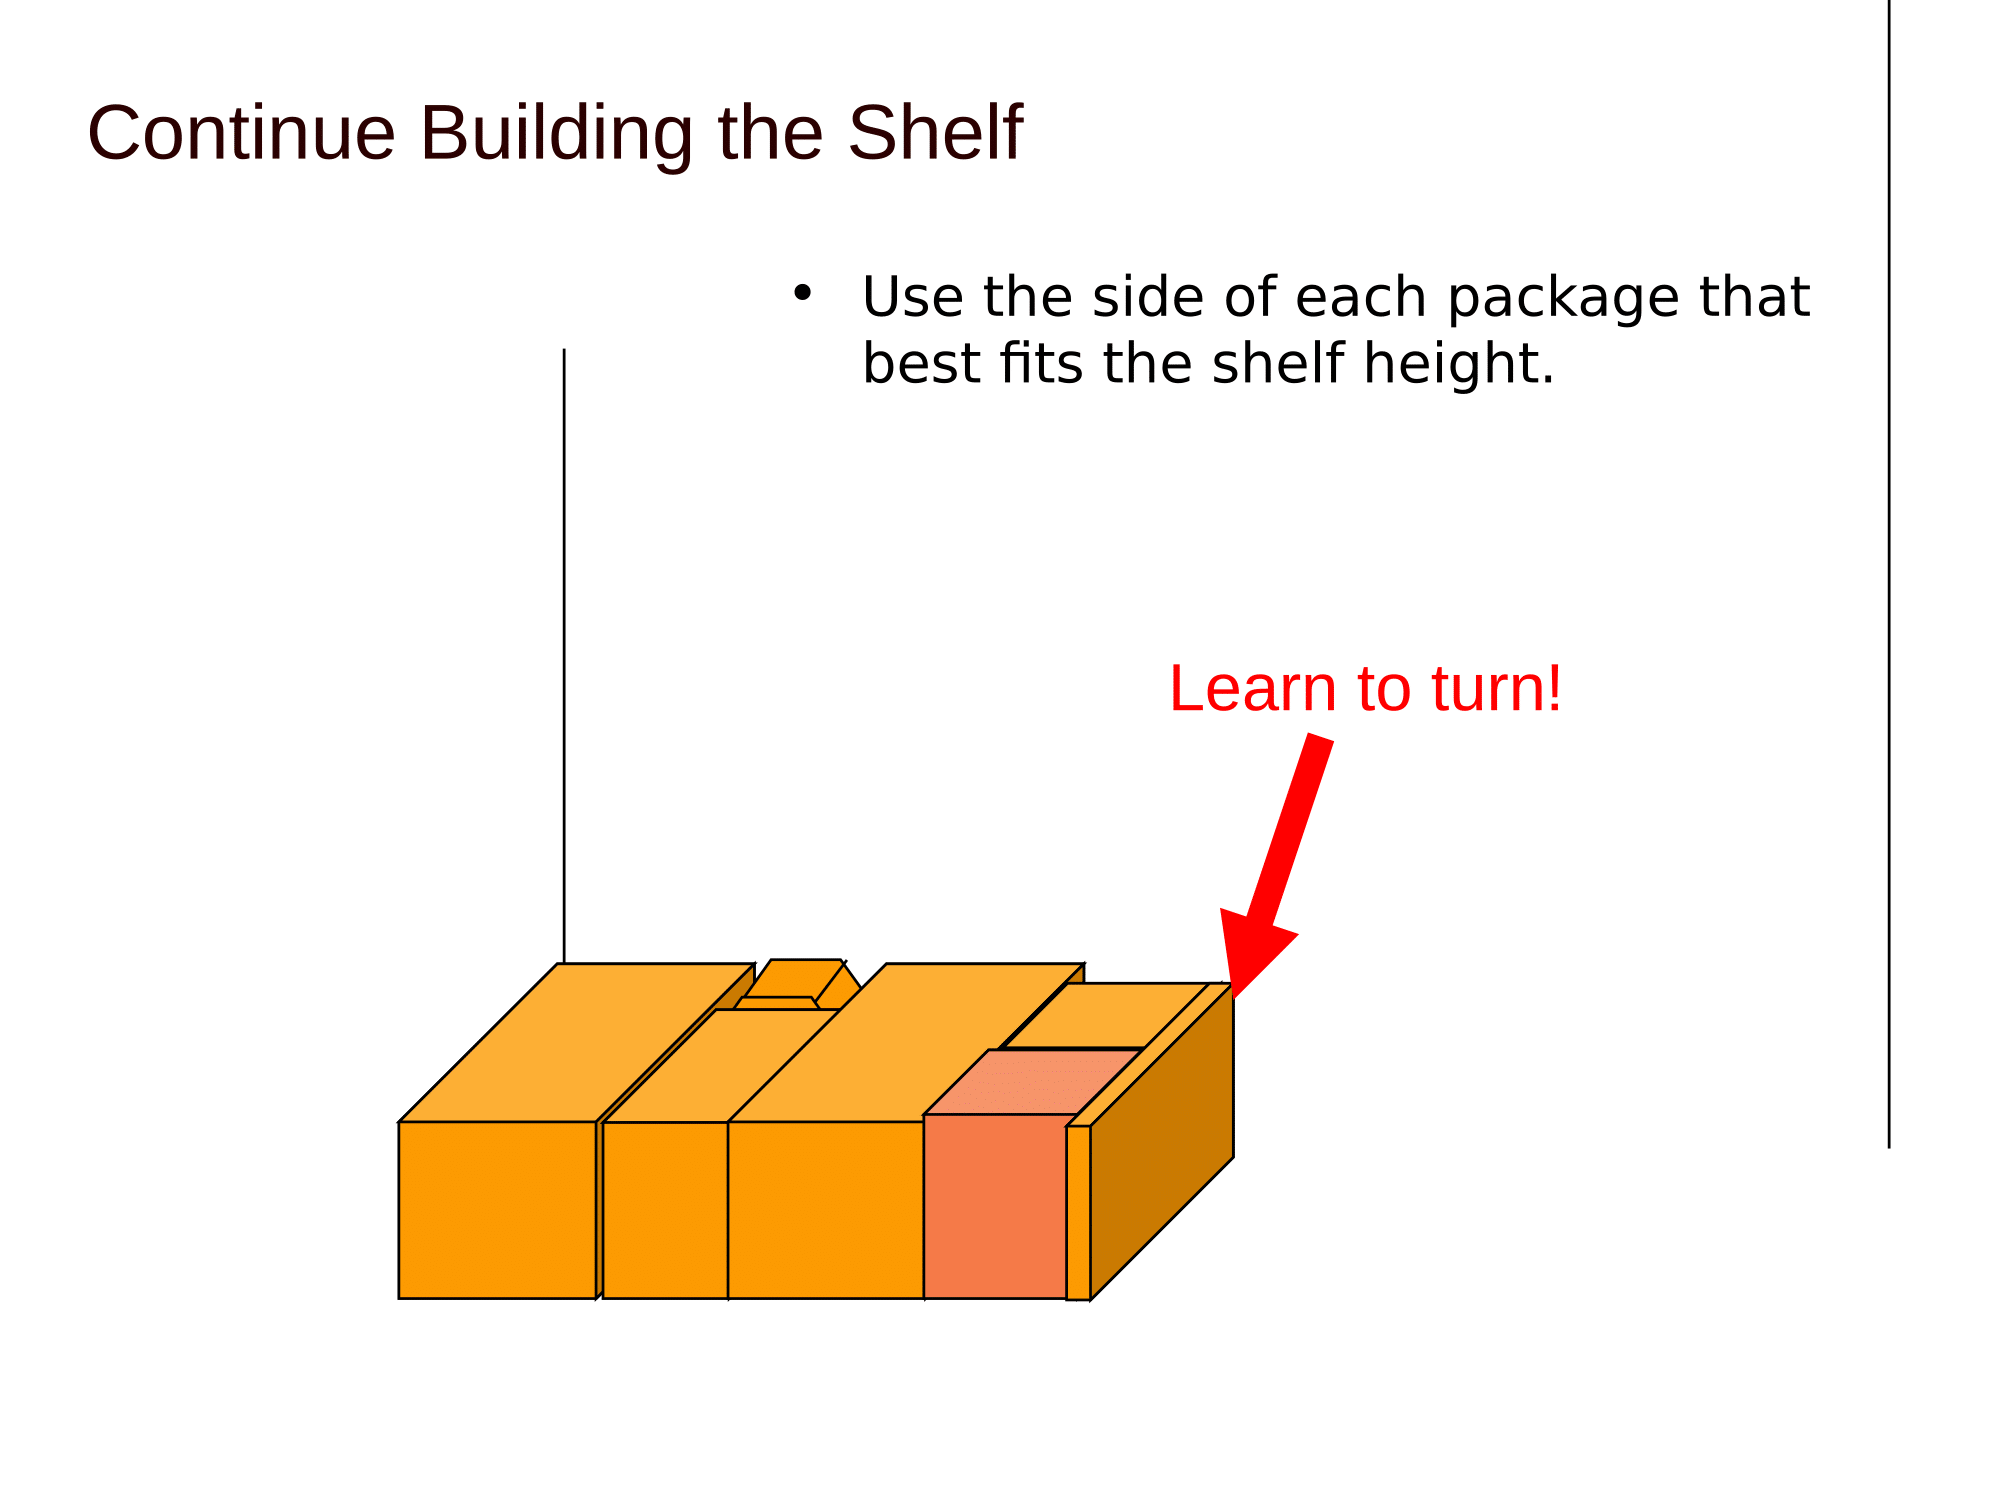 Continue Building the Shelf
• Use the side of each package that
best fits the shelf height.
Learn to turn!